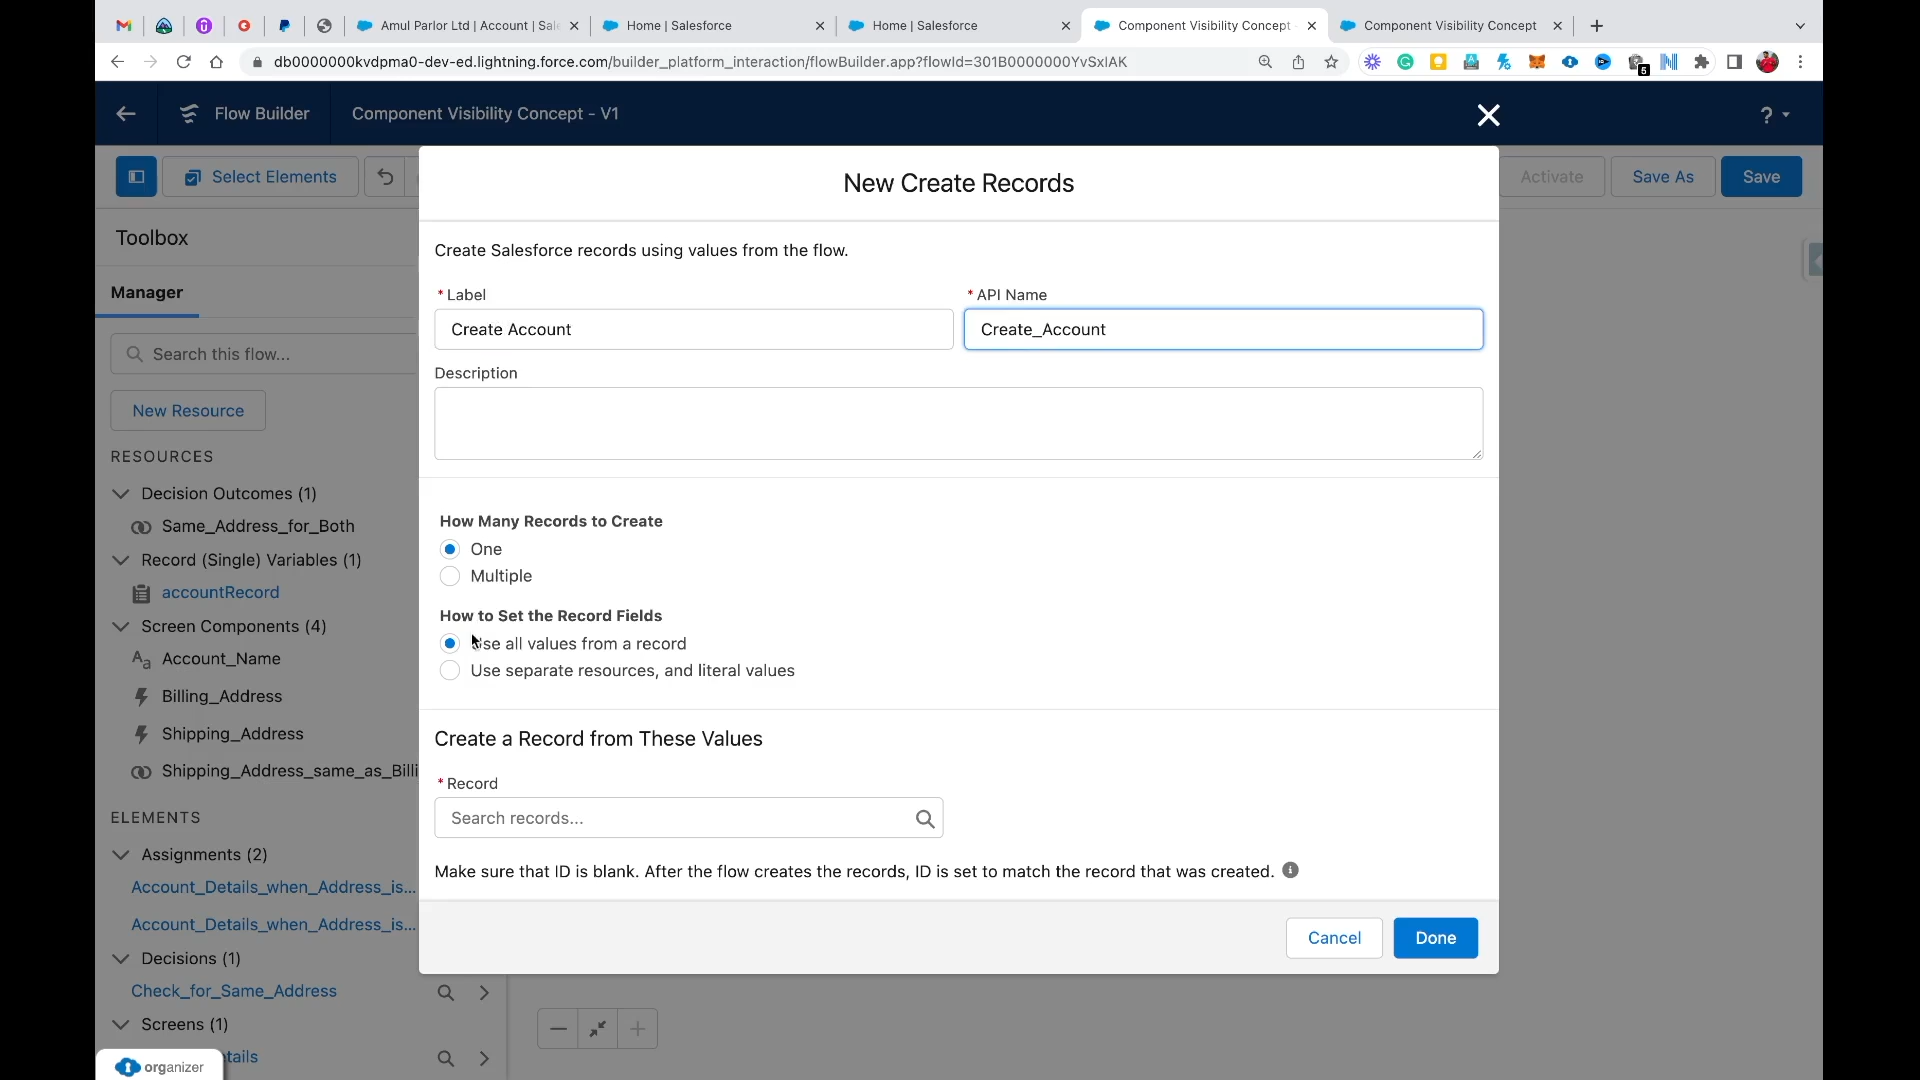 Amul Parlor Ltd | Account | Sale
Home | Salesforce
Home | Salesforce
Component Visibility Concept -
Component Visibility Concept
db0000000kvdpma0-dev-ed.lightning.force.com/builder_platform_interaction/flowBuilder.app?flowId=301B0000000YvSxIAK
Flow Builder
Component Visibility Concept - V1
?
Select Elements
Activate
Save As
Save
Toolbox
Manager
Search this flow...
New Resource
RESOURCES
Decision Outcomes (1)
Same_Address_for_Both
Record (Single) Variables (1)
accountRecord
Screen Components (4)
Account_Name
Billing_Address
Shipping_Address
Shipping_Address_same_as_Billi
ELEMENTS
Assignments (2)
Account_Details_when_Address_is...
Account_Details_when_Address_is...
Decisions (1)
Check_for_Same_Address
Screens (1)
tails
organizer
New Create Records
Create Salesforce records using values from the flow.
* Label
Create Account
* API Name
Create_Account
Description
How Many Records to Create
One
Multiple
How to Set the Record Fields
Use all values from a record
Use separate resources, and literal values
Create a Record from These Values
* Record
Search records...
Make sure that ID is blank. After the flow creates the records, ID is set to match the record that was created.
Cancel
Done